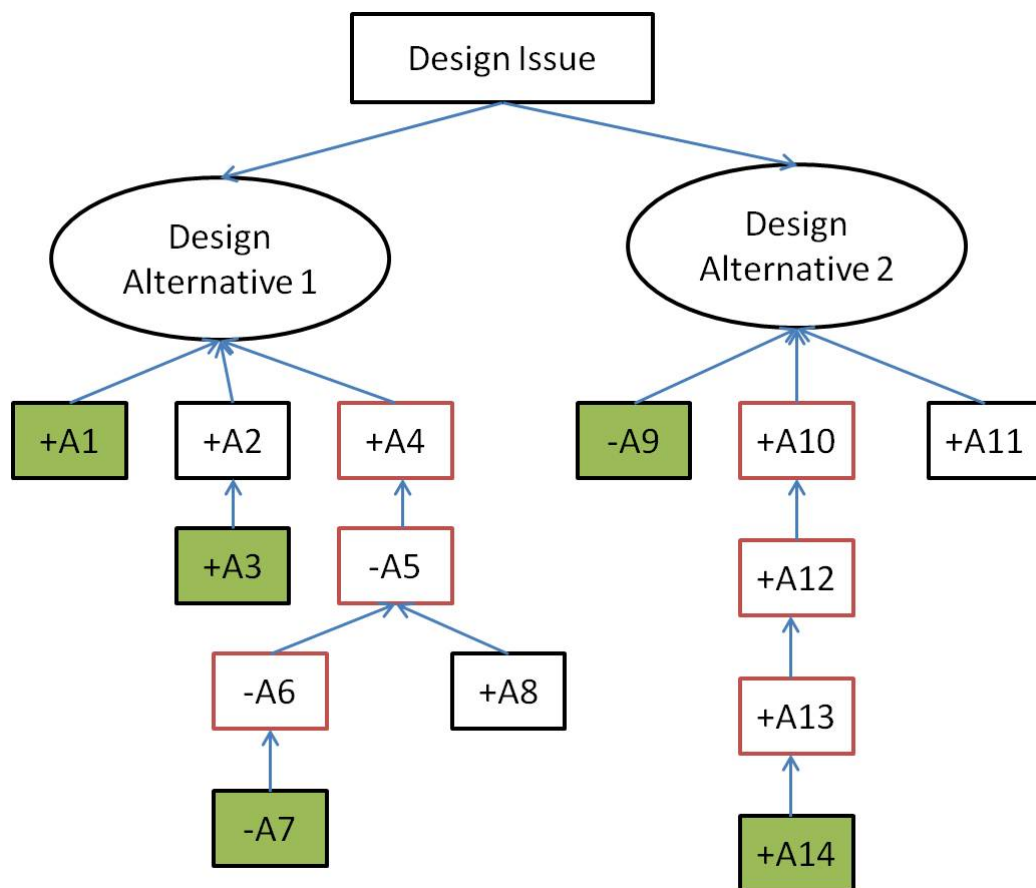 Design Issue
Design
Alternative 1
Design
Alternative 2
+A1
+A2
+A4
-A9
+A10
+A11
+A3
-A5
+A12
-A6
+A8
+A13
-A7
+A14